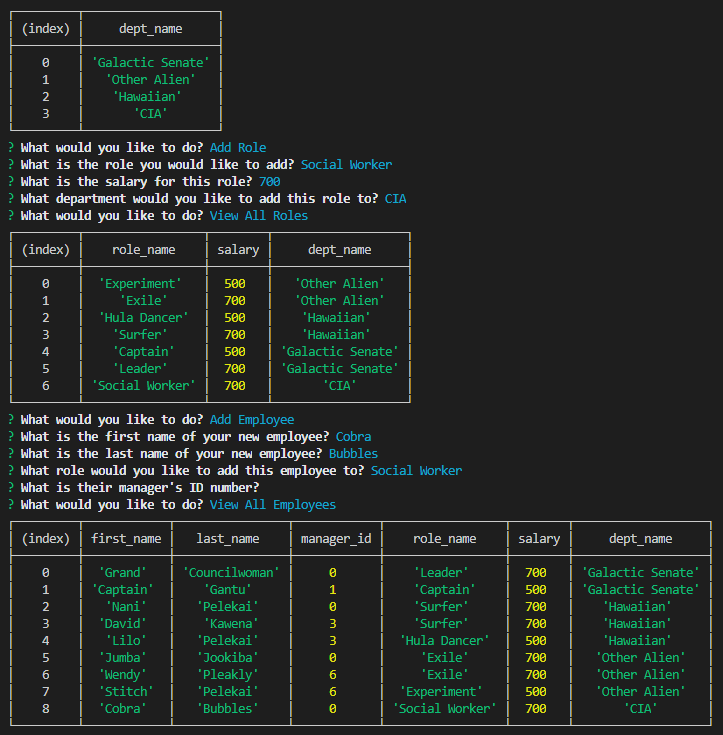 (index) dept_name
0 'Galactic Senate'
1 'Other Alien'
2 'Hawaiian'
3 'CIA'
? What would you like to do? Add Role
? What is the role you would like to add? Social Worker
? What is the salary for this role? 700
? What department would you like to add this role to? CIA
? What would you like to do? View All Roles
(index) role_name salary dept_name
0 'Experiment' 500 'Other Alien'
1 'Exile' 700 'Other Alien'
2 'Hula Dancer' 500 'Hawaiian'
3 'Surfer' 700 'Hawaiian'
4 'Captain' 500 'Galactic Senate'
5 'Leader' 700 'Galactic Senate'
6 'Social Worker' 700 'CIA'
? What would you like to do? Add Employee
? What is the first name of your new employee? Cobra
? What is the last name of your new employee? Bubbles
? What role would you like to add this employee to? Social Worker
? What is their manager's ID number?
? What would you like to do? View All Employees
(index) first_name last_name manager_id role_name salary dept_name
0 'Grand' 'Councilwoman' 0 'Leader' 700 'Galactic Senate'
1 'Captain' 'Gantu' 1 'Captain' 500 'Galactic Senate'
2 'Nani' 'Pelekai' 0 'Surfer' 700 'Hawaiian'
3 'David' 'Kawena' 3 'Surfer' 700 'Hawaiian'
4 'Lilo' 'Pelekai' 3 'Hula Dancer' 500 'Hawaiian'
5 'Jumba' 'Jookiba' 0 'Exile' 700 'Other Alien'
6 'Wendy' 'Pleakly' 6 'Exile' 700 'Other Alien'
7 'Stitch' 'Pelekai' 6 'Experiment' 500 'Other Alien'
8 'Cobra' 'Bubbles' 0 'Social Worker' 700 'CIA'